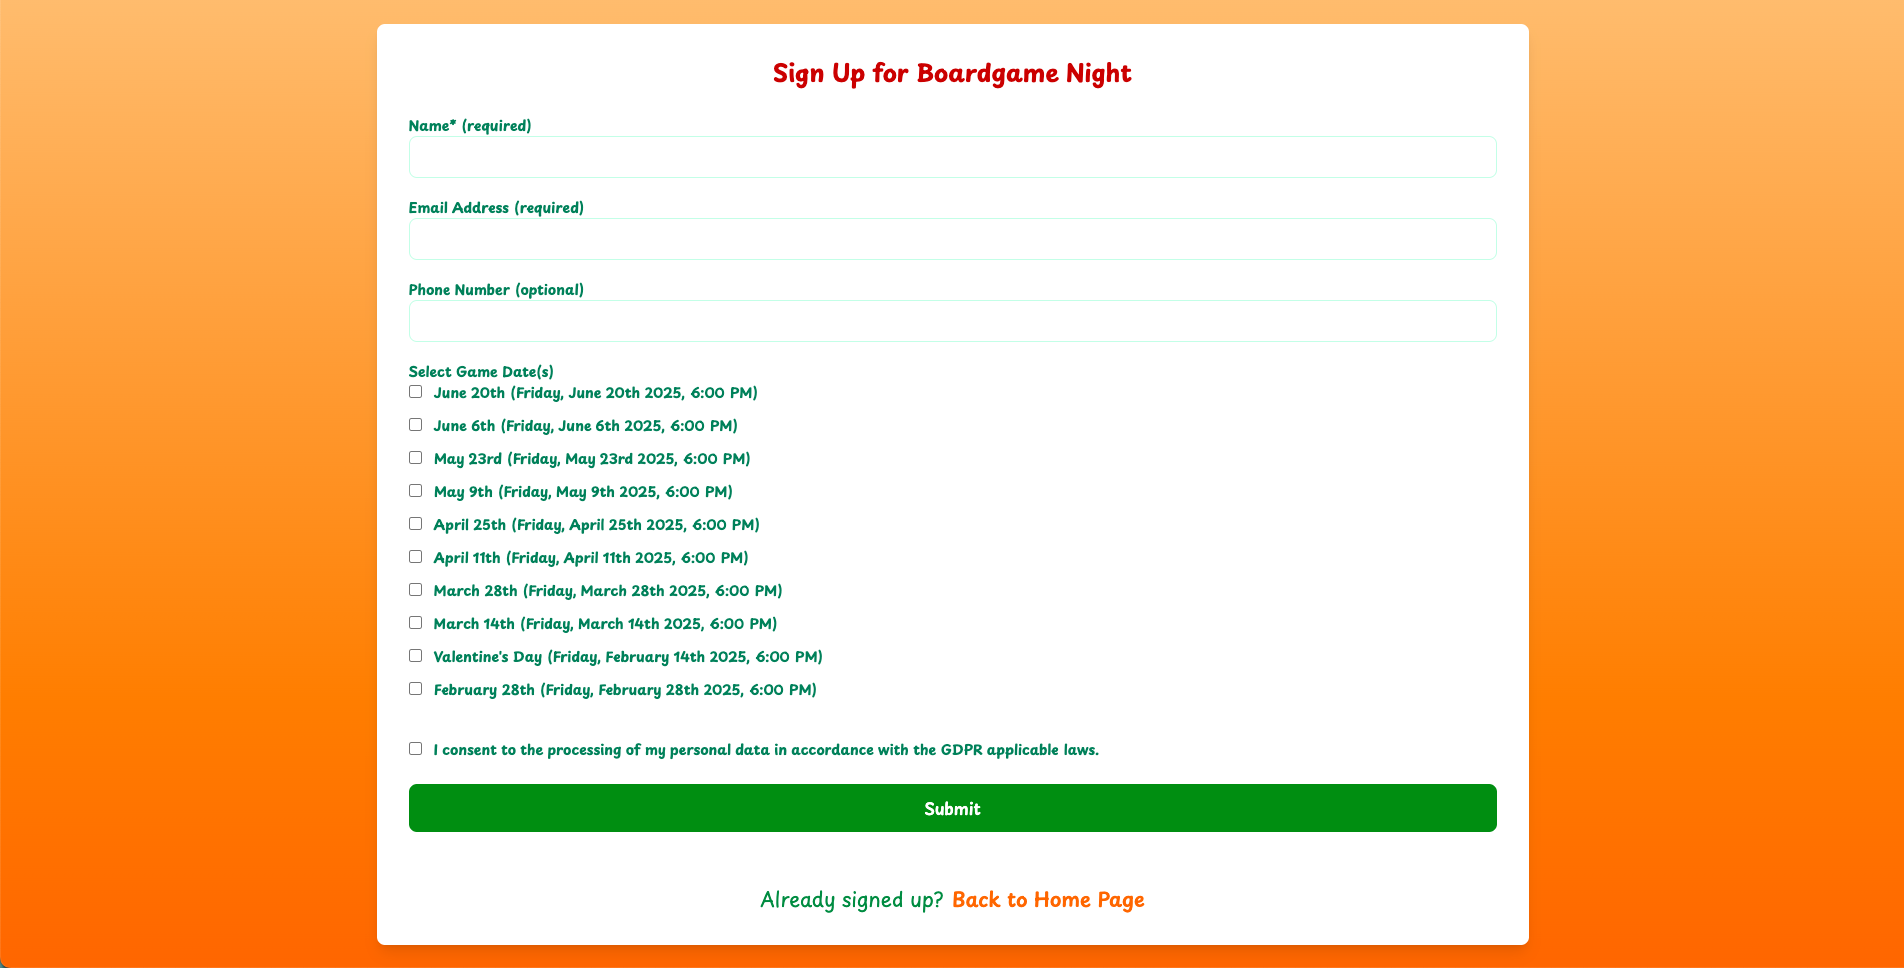 Sign Up for Boardgame Night
Name* (required)
Email Address (required)
Phone Number (optional)
Select Game Date(s)
June 20th (Friday, June 20th 2025, 6:00 PM)
June 6th (Friday, June 6th 2025, 6:00 PM)
May 23rd (Friday, May 23rd 2025, 6:00 PM)
May 9th (Friday, May 9th 2025, 6:00 PM)
April 25th (Friday, April 25th 2025, 6:00 PM)
April 11th (Friday, April 11th 2025, 6:00 PM)
March 28th (Friday, March 28th 2025, 6:00 PM)
March 14th (Friday, March 14th 2025, 6:00 PM)
Valentine's Day (Friday, February 14th 2025, 6:00 PM)
February 28th (Friday, February 28th 2025, 6:00 PM)
I consent to the processing of my personal data in accordance with the GDPR applicable laws.
Submit
Already signed up? Back to Home Page